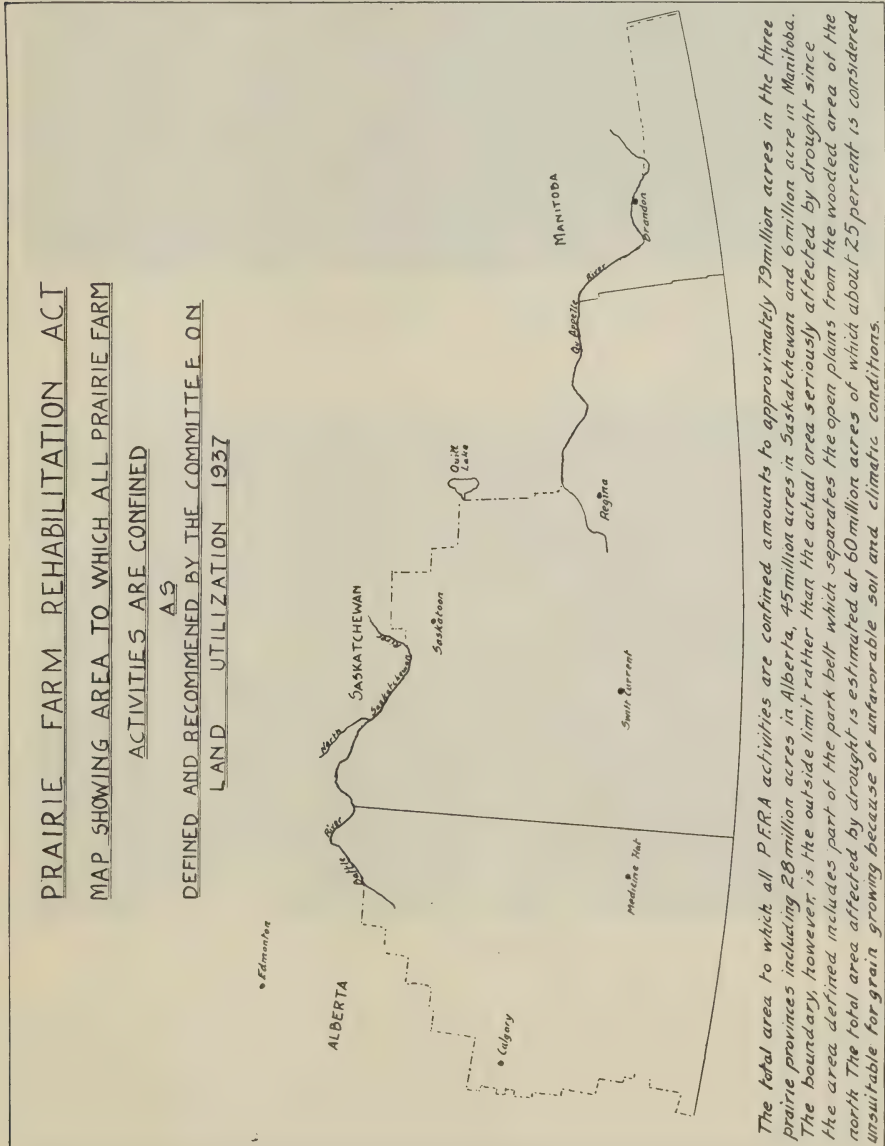 PRAIRIE FARM REHABILITATION ACT
MAP SHOWING AREA TO WHICH ALL PRAIRIE FARM
ACTIVITIES ARE CONFINED
AS
DEFINED AND RECOMMENED BY THE COMMITTEE ON
LAND UTILIZATION 1937
Edmonton
ALBERTA
Calgary
Medicine Hat
Battle River
North Saskatchewan River
SASKATCHEWAN
Saskatoon
Swift Current
Quill
Lake
Regina
Qu Appelle River
MANITOBA
Brandon
The total area to which all P.F.R.A activities are confined amounts to approximately 79 million acres in the three
prairie provinces including 28 million acres in Alberta, 45 million acres in Saskatchewan and 6 million acre in Manitoba.
The boundary, however, is the outside limit rather than the actual area seriously affected by drought since
the area defined includes part of the park belt which separates the open plains from the wooded area of the
north The total area affected by drought is estimated at 60 million acres of which about 25 percent is considered
unsuitable for grain growing because of unfavorable soil and climatic conditions.